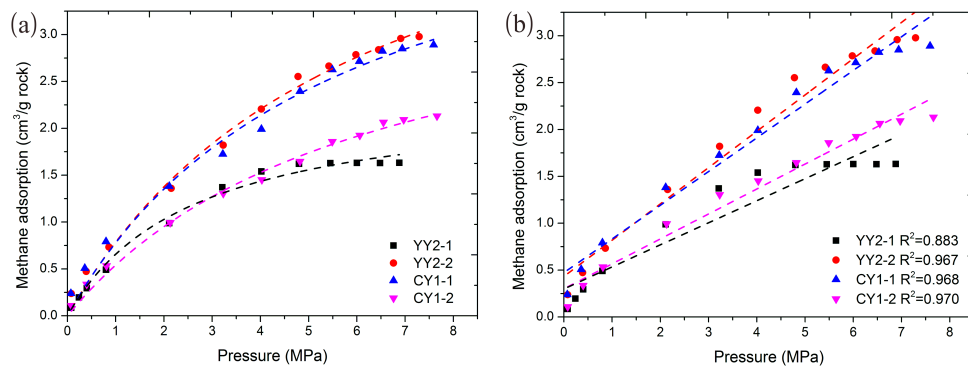 (a)
Methane adsorption (cm³/g rock)
3.0
2.5
2.0
1.5
1.0
0.5
0.0
0 1 2 3 4 5 6 7 8
Pressure (MPa)
YY2-1
YY2-2
CY1-1
CY1-2
(b)
Methane adsorption (cm³/g rock)
3.0
2.5
2.0
1.5
1.0
0.5
0.0
0 1 2 3 4 5 6 7 8
Pressure (MPa)
YY2-1 R²=0.883
YY2-2 R²=0.967
CY1-1 R²=0.968
CY1-2 R²=0.970